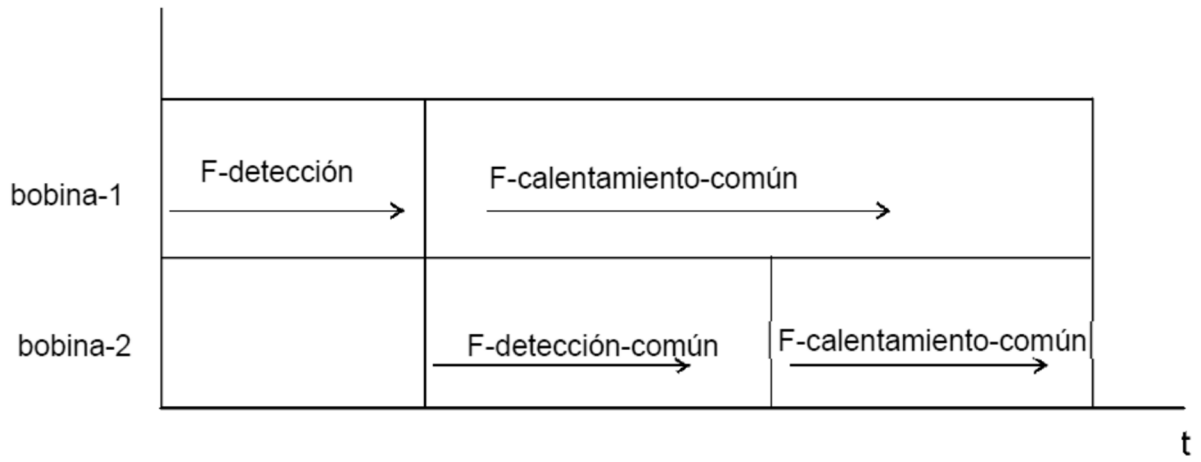 bobina-1
F-detección
F-calentamiento-común
bobina-2
F-detección-común
F-calentamiento-común
t